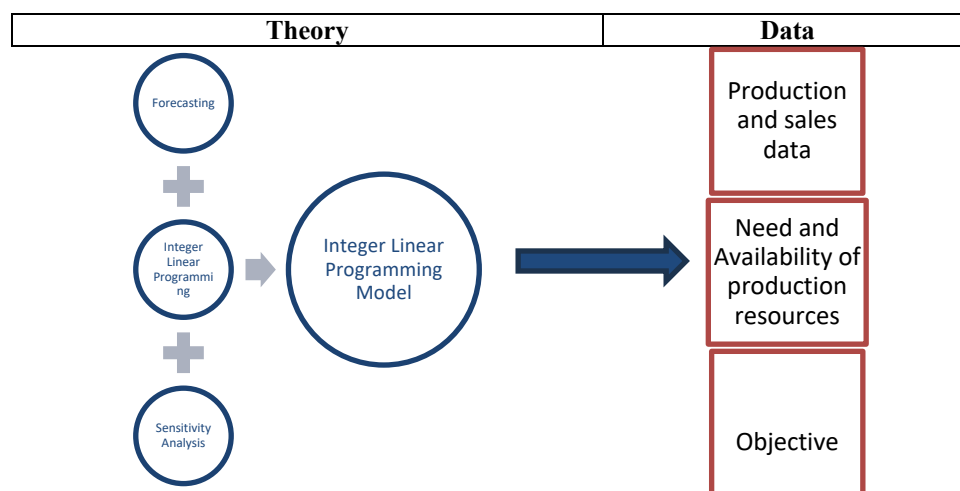 Theory
Data
Forecasting
Integer
Linear
Programmi
ng
Sensitivity
Analysis
Integer Linear
Programming
Model
Production
and sales
data
Need and
Availability of
production
resources
Objective